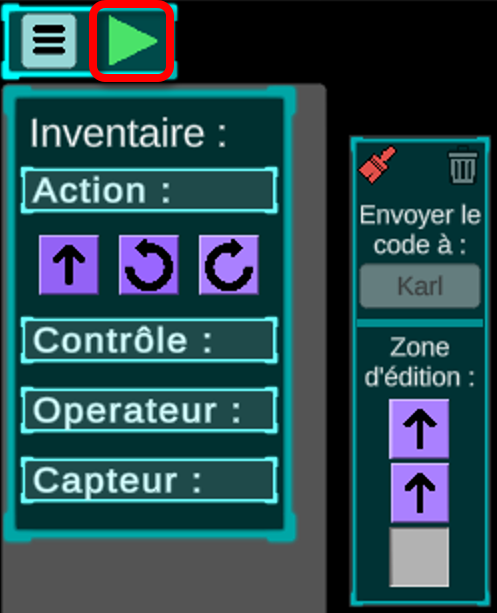 Inventaire :
Action :
Contrôle :
Operateur :
Capteur :
Envoyer le
code à :
Karl
Zone
d'édition :